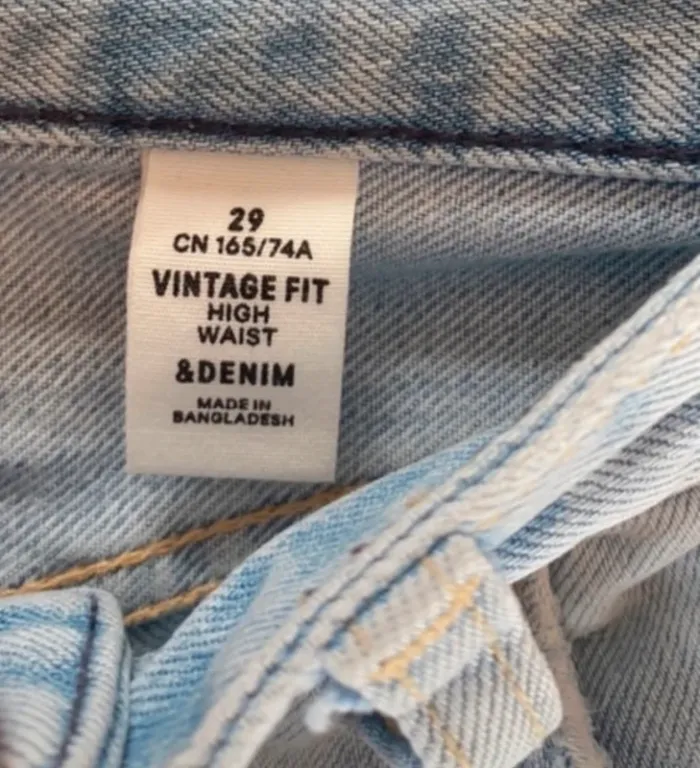 29
CN 165/74A
VINTAGE FIT
HIGH
WAIST
&DENIM
MADE IN
BANGLADESH